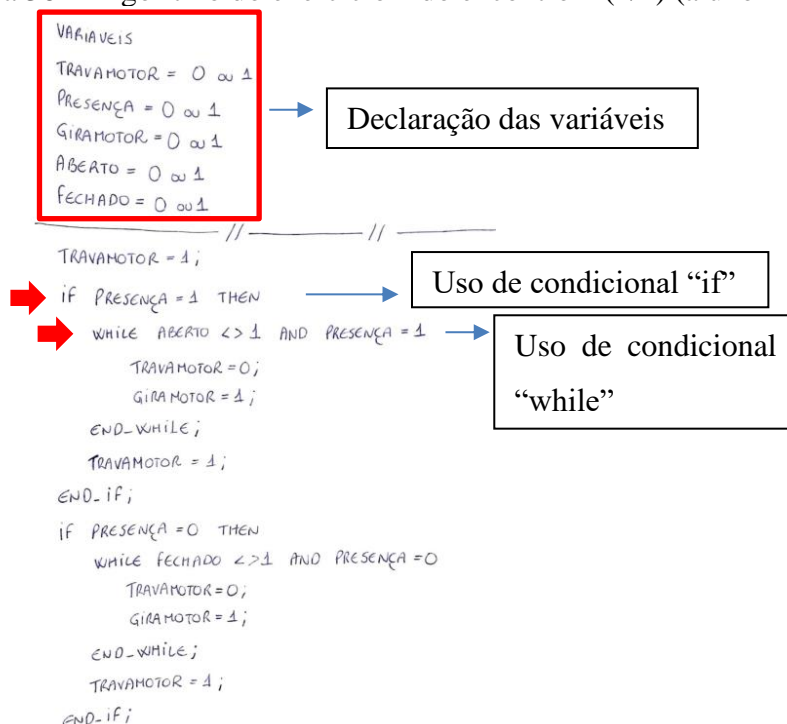 VARIAVEIS
TRAVAMOTOR = 0 ou 1
PRESENÇA = 0 ou 1
GIRAMOTOR = 0 ou 1
ABERTO = 0 ou 1
FECHADO = 0 ou 1
Declaração das variáveis
TRAVAMOTOR = 1;
if PRESENÇA = 1 THEN
Uso de condicional “if”
WHILE ABERTO <> 1 AND PRESENÇA = 1
Uso de condicional
“while”
TRAVAMOTOR = 0;
GIRAMOTOR = 1;
END_WHILE;
TRAVAMOTOR = 1;
END_if;
if PRESENÇA = 0 THEN
WHILE FECHADO <> 1 AND PRESENÇA = 0
TRAVAMOTOR = 0;
GIRAMOTOR = 1;
END_WHILE;
TRAVAMOTOR = 1;
END_if;